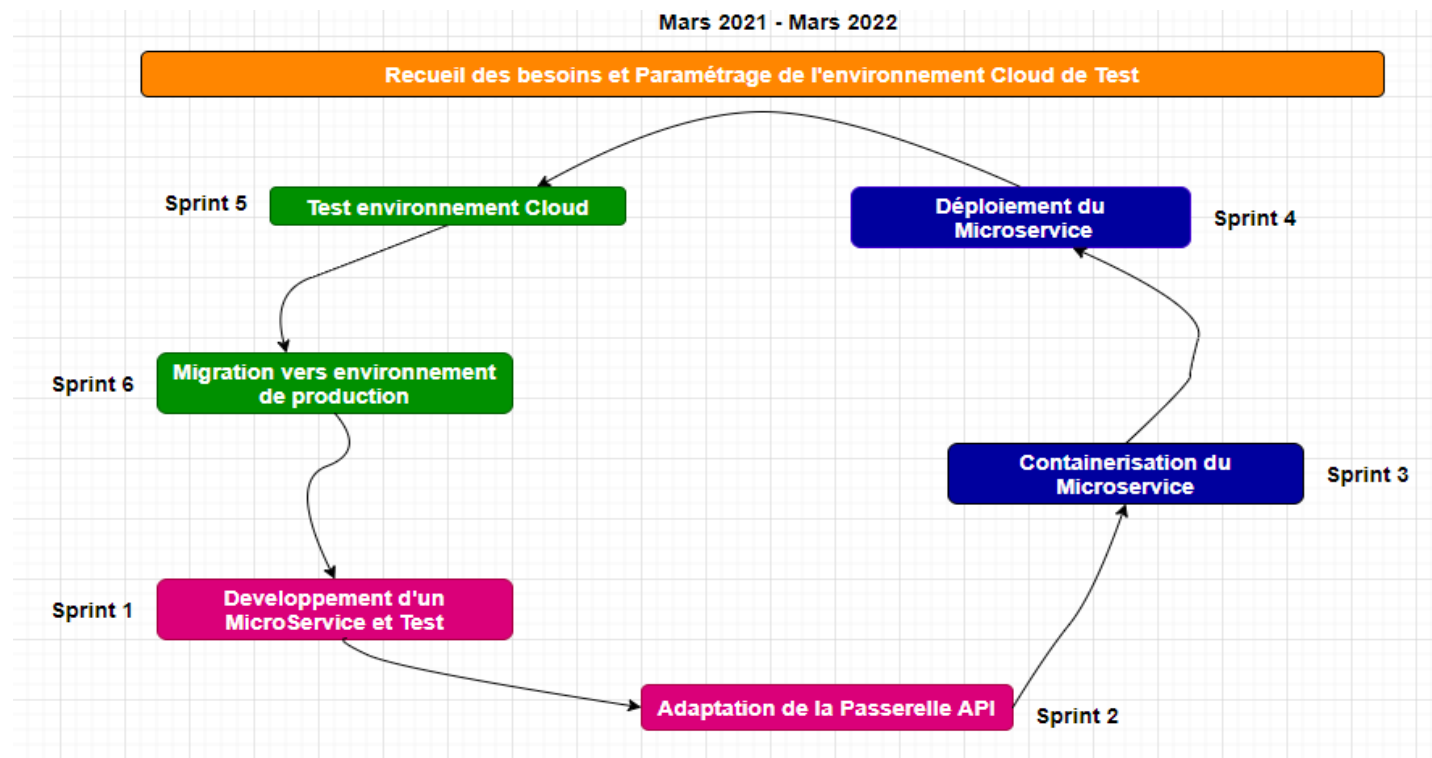 Mars 2021 - Mars 2022
Recueil des besoins et Paramétrage de l'environnement Cloud de Test
Sprint 5
Test environnement Cloud
Déploiement du
Microservice
Sprint 4
Sprint 6
Migration vers environnement
de production
Containerisation du
Microservice
Sprint 3
Sprint 1
Developpement d'un
MicroService et Test
Adaptation de la Passerelle API
Sprint 2